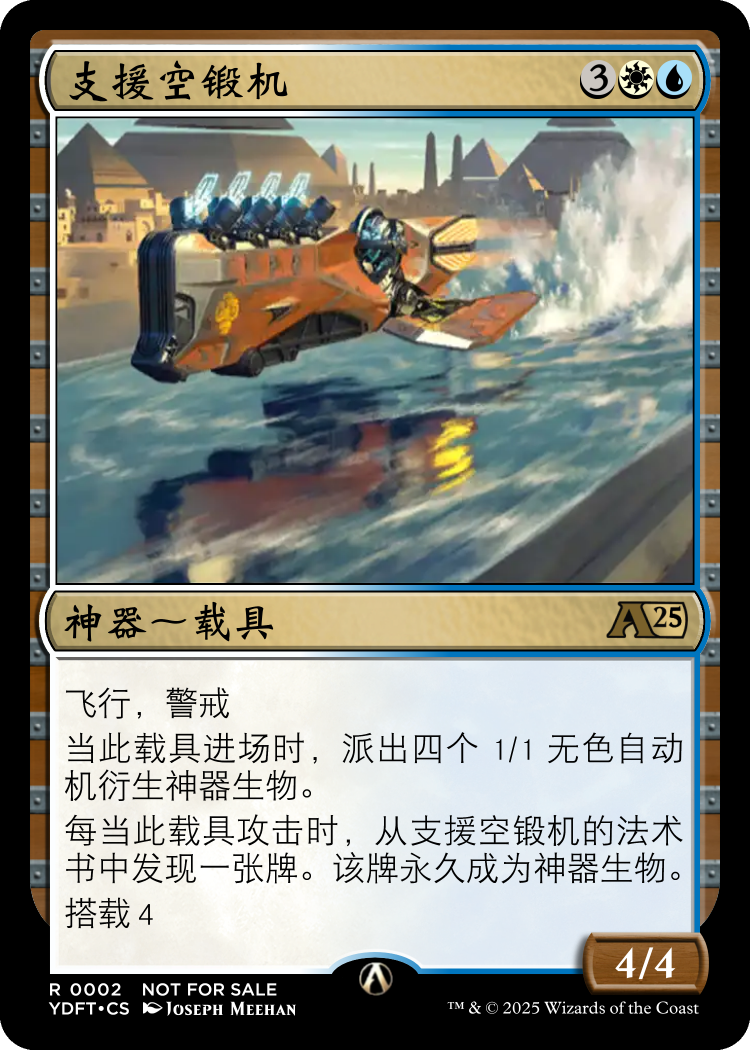 支援空锻机 3
神器～载具 A25
飞行，警戒
当此载具进场时，派出四个 1/1 无色自动
机衍生神器生物。
每当此载具攻击时，从支援空锻机的法术
书中发现一张牌。该牌永久成为神器生物。
搭载 4
4/4
R 0002 NOT FOR SALE
YDFT•CS JOSEPH MEEHAN
™ & © 2025 Wizards of the Coast